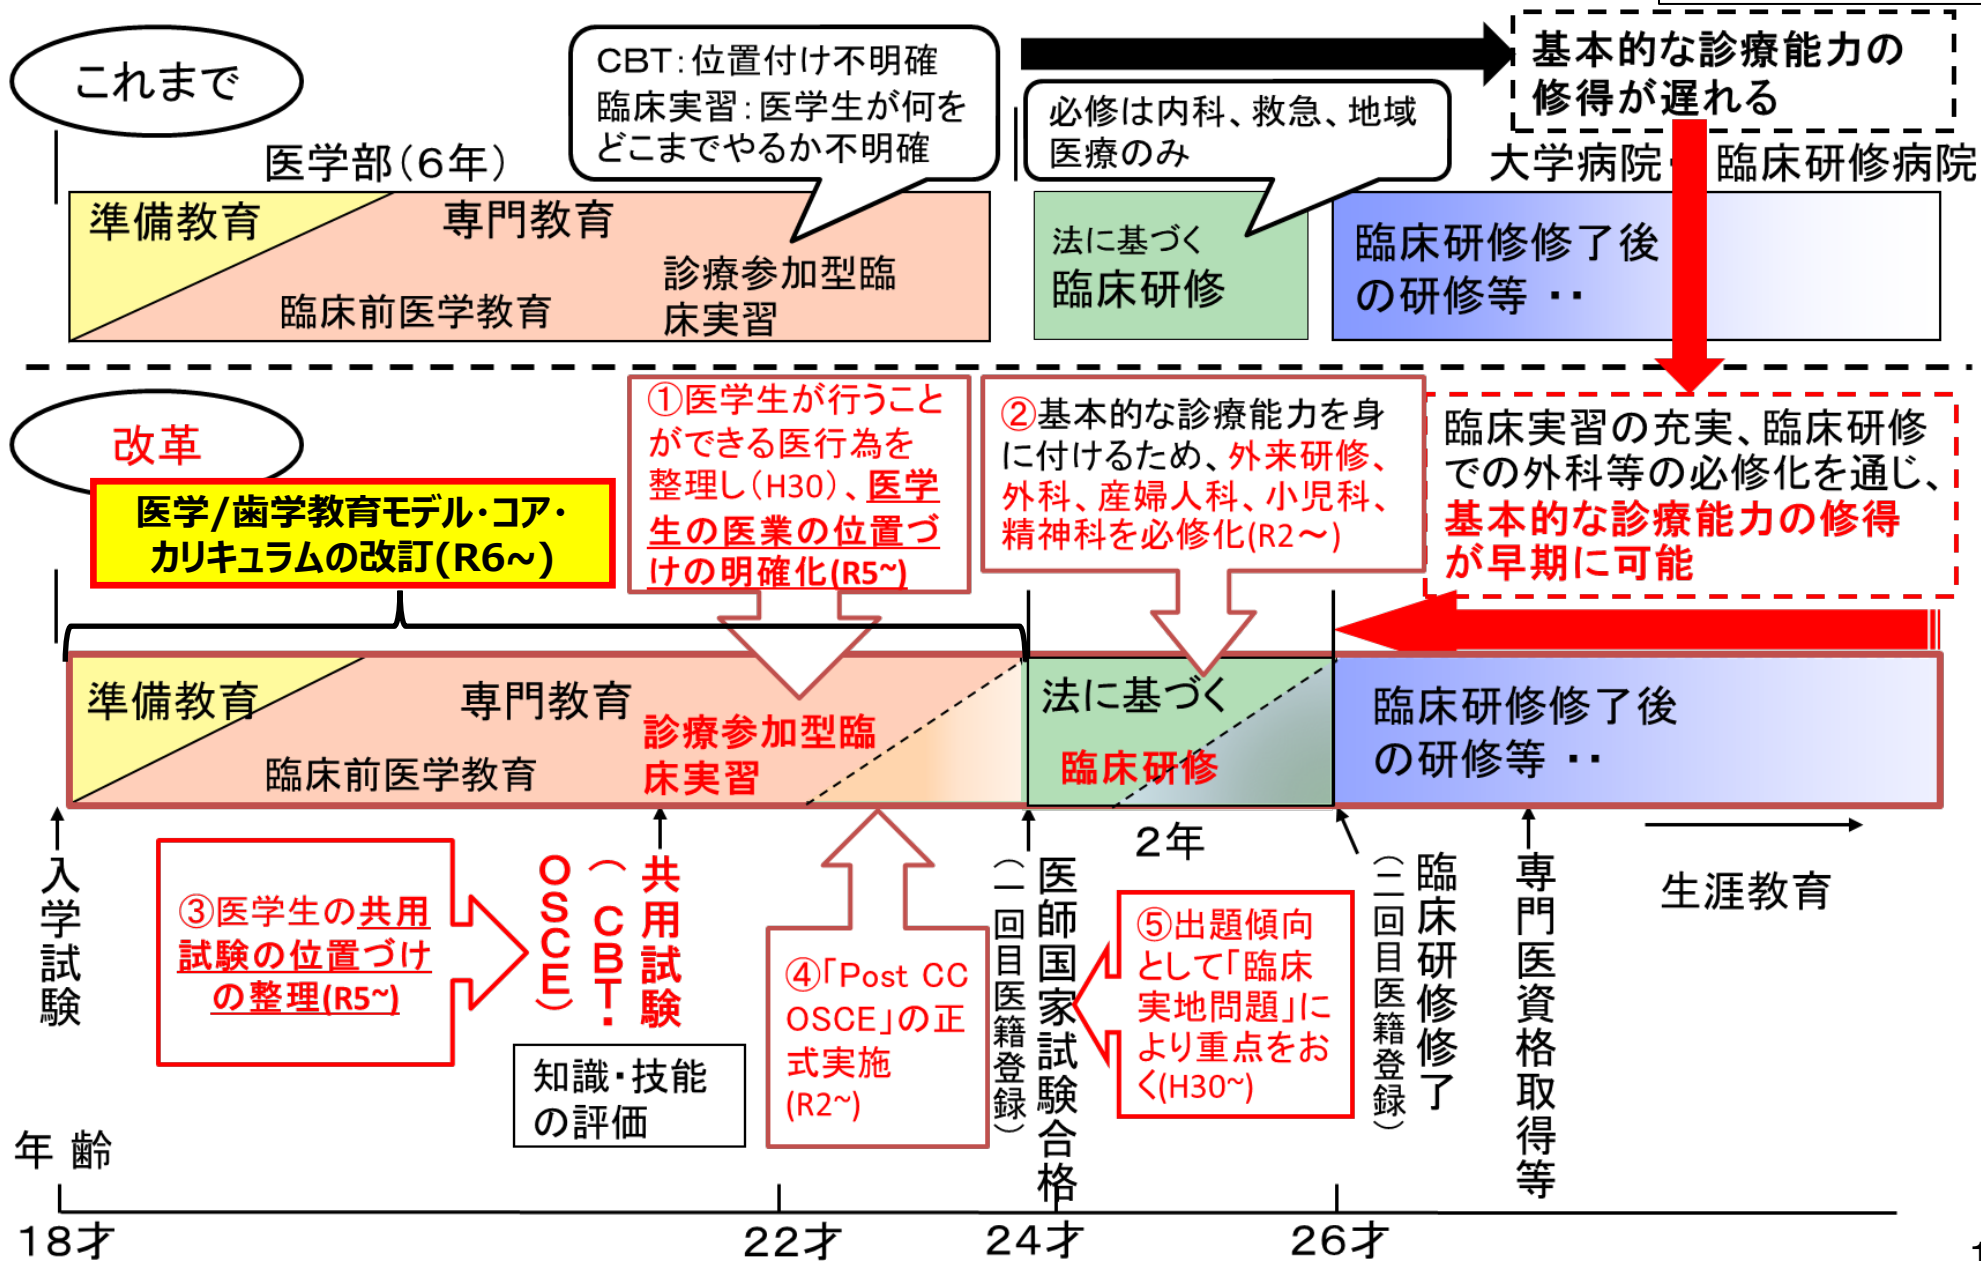 これまで
CBT：位置付け不明確
臨床実習：医学生が何を
どこまでやるか不明確
必修は内科、救急、地域
医療のみ
基本的な診療能力の
修得が遅れる
医学部（6年）
大学病院・臨床研修病院
準備教育
専門教育
臨床前医学教育
診療参加型臨
床実習
法に基づく
臨床研修
臨床研修修了後
の研修等 ・・
改革
医学/歯学教育モデル・コア・
カリキュラムの改訂(R6~)
①医学生が行うこと
ができる医行為を
整理し（H30）、医学
生の医業の位置づ
けの明確化(R5~)
②基本的な診療能力を身
に付けるため、外来研修、
外科、産婦人科、小児科、
精神科を必修化(R2～)
臨床実習の充実、臨床研修
での外科等の必修化を通じ、
基本的な診療能力の修得
が早期に可能
準備教育
専門教育
臨床前医学教育
診療参加型臨
床実習
法に基づく
臨床研修
臨床研修修了後
の研修等 ・・
入学試験
③医学生の共用
試験の位置づけ
の整理(R5~)
共用試験
（CBT・
OSCE）
知識・技能
の評価
④「Post CC
OSCE」の正
式実施
(R2~)
医師国家試験合格
（一回目医籍登録）
2年
⑤出題傾向
として「臨床
実地問題」に
より重点をお
く(H30~)
臨床研修修了
（二回目医籍登録）
専門医資格取得等
生涯教育
年 齢
18才
22才
24才
26才